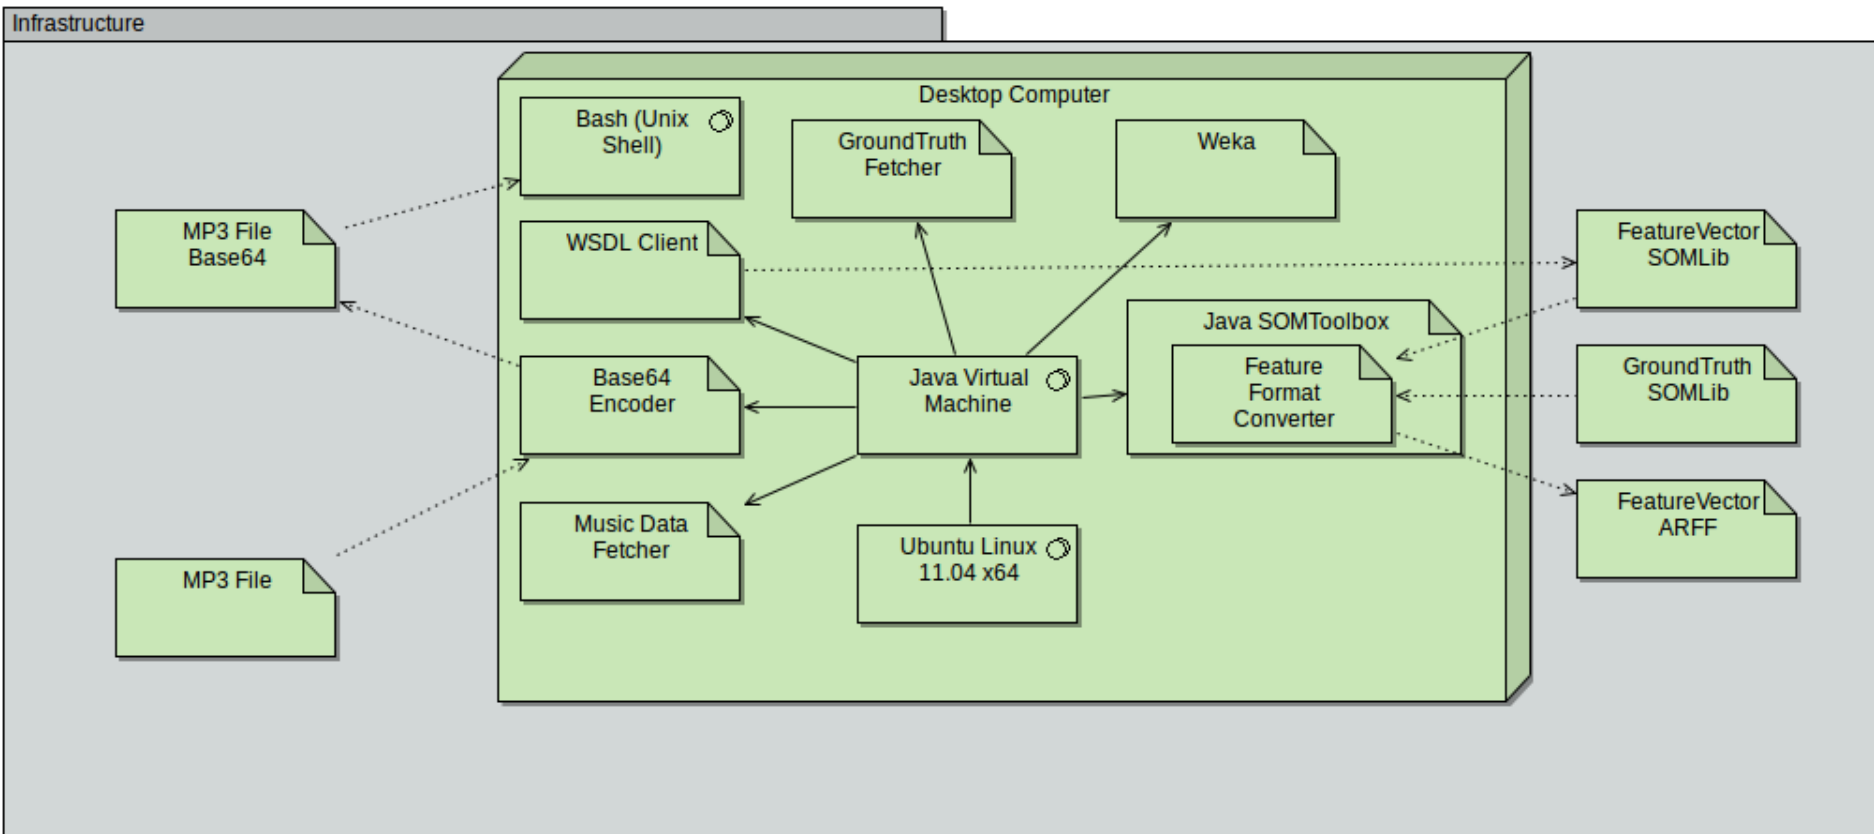 Infrastructure
Desktop Computer
Bash (Unix
Shell)
GroundTruth
Fetcher
Weka
MP3 File
Base64
WSDL Client
FeatureVector
SOMLib
Java SOMToolbox
Base64
Encoder
Java Virtual
Machine
Feature
Format
Converter
GroundTruth
SOMLib
Music Data
Fetcher
Ubuntu Linux
11.04 x64
FeatureVector
ARFF
MP3 File